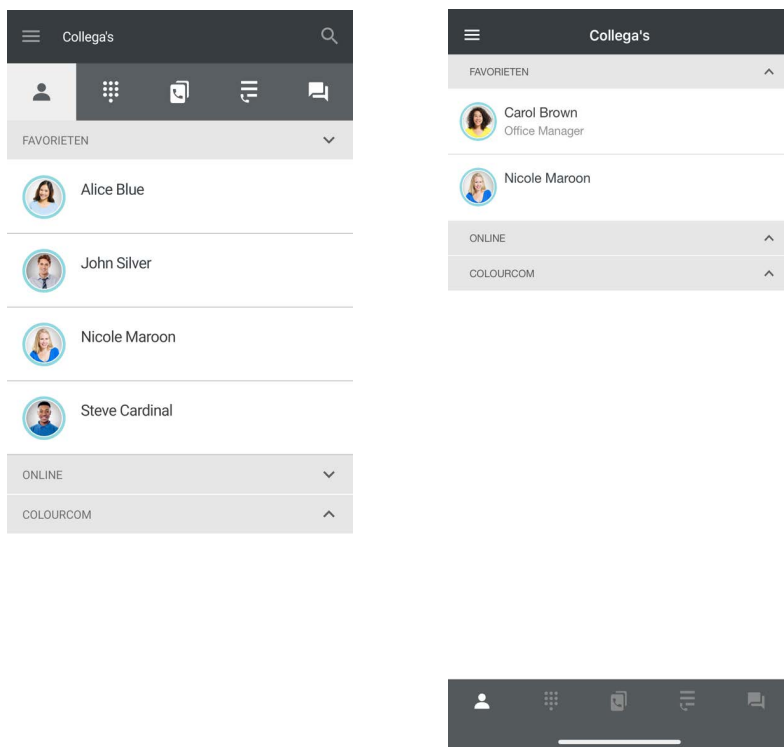 Collega's
FAVORIETEN
Alice Blue
John Silver
Nicole Maroon
Steve Cardinal
ONLINE
COLOURCOM
Collega's
FAVORIETEN
Carol Brown
Office Manager
Nicole Maroon
ONLINE
COLOURCOM